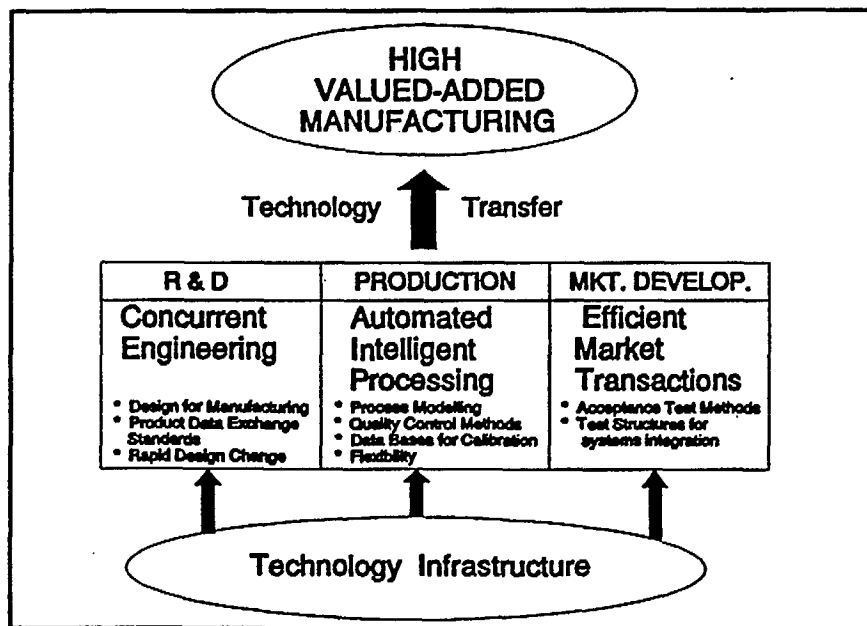 HIGH
VALUED-ADDED
MANUFACTURING
Technology Transfer
R & D
Concurrent
Engineering
* Design for Manufacturing
* Product Data Exchange
Standards
* Rapid Design Change
PRODUCTION
Automated
Intelligent
Processing
* Process Modelling
* Quality Control Methods
* Data Bases for Calibration
* Flexibility
MKT. DEVELOP.
Efficient
Market
Transactions
* Acceptance Test Methods
* Test Structures for
systems integration
Technology Infrastructure